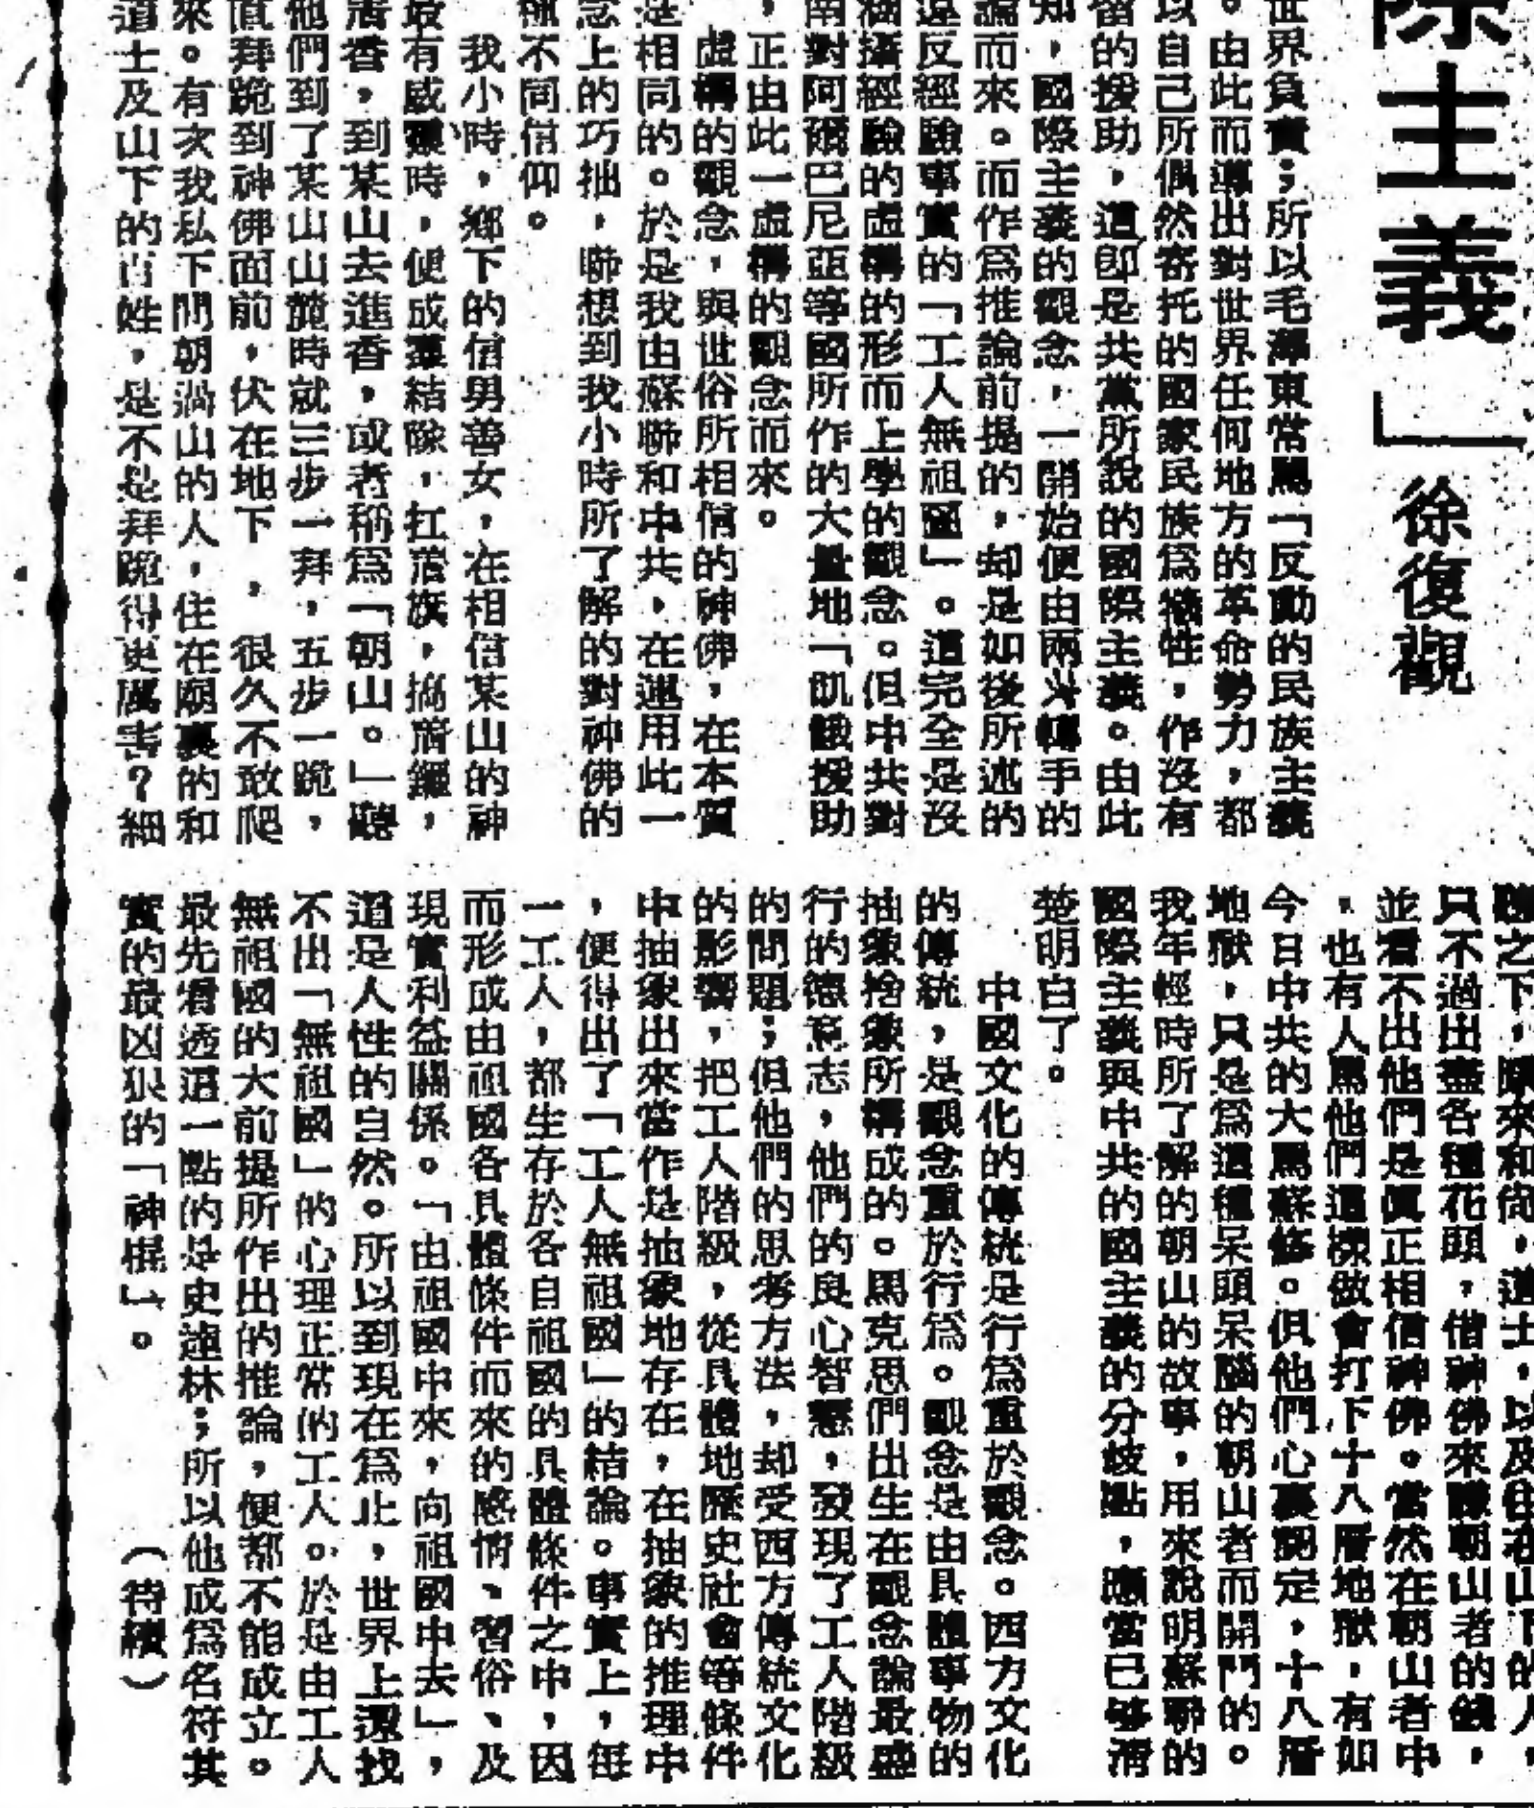 際主義」
徐復觀
世界負責；所以毛澤東常罵「反動的民族主義
。由此而導出對世界任何地方的革命勢力，都
以自己所偶然寄托的國家民族為犧牲，作沒有
留的援助，這卽是共黨所說的國際主義。由此
知，國際主義的觀念，一開始便由兩义轉手的
論而來。而作爲推論前提的，却是如後所述的
違反經驗事實的「工人無祖國」。這完全是沒
涵攝經驗的虛構的形而上學的觀念。但中共對
南對阿爾巴尼亞等國所作的大量地「飢餓援助
，正由此一虛構的觀念而來。
虛構的觀念，與世俗所相信的神佛，在本質
是相同的。於是我由蘇聯和中共，在運用此一
念上的巧拙，聯想到我小時所了解的對神佛的
種不同信仰。
我小時，鄉下的信男善女，在相信某山的神
最有威靈時，便成羣結隊，扛着旗，搞着鑼，
燒香，到某山去進香，或者稱爲「朝山。」聽
他們到了某山山麓時就三步一拜，五步一跪，
直拜跪到神佛面前，伏在地下，很久不敢爬
來。有次我私下問朝過山的人，住在廟裏的和
道士及山下的百姓，是不是拜跪得更厲害？細
之下，曉來和尚，道士，以及住在山下的人，
只不過出盡各種花頭，借神佛來賺朝山者的錢，
並看不出他們是眞正相信神佛。當然在朝山者中
，也有人罵他們這樣做會打下十八層地獄，有如
今日中共的大罵蘇修。但他們心裏認定，十八層
地獄，只是爲這種呆頭呆腦的朝山者而開門的。
我年輕時所了解的朝山的故事，用來說明蘇聯的
國際主義與中共的國主義的分歧點，應當已够淸
楚明白了。
中國文化的傳統是行爲重於觀念。西方文化
的傳統，是觀念重於行爲。觀念是由具體事物的
抽象捨象所構成的。馬克思們出生在觀念論最盛
行的德意志，他們的良心智慧，發現了工人階級
的問題；但他們的思考方法，却受西方傳統文化
的影響，把工人階級，從具體地歷史社會等條件
中抽象出來當作是抽象地存在，在抽象的推理中
，便得出了「工人無祖國」的結論。事實上，每
一工人，都生存於各自祖國的具體條件之中，因
而形成由祖國各具體條件而來的感情、習俗、及
現實利益關係。「由祖國中來，向祖國中去」，
道是人性的自然。所以到現在爲止，世界上還找
不出「無祖國」的心理正常的工人。於是由工人
無祖國的大前提所作出的推論，便都不能成立。
最先看透這一點的是史達林；所以他成爲名符其
實的最凶狠的「神棍」。
（待續）